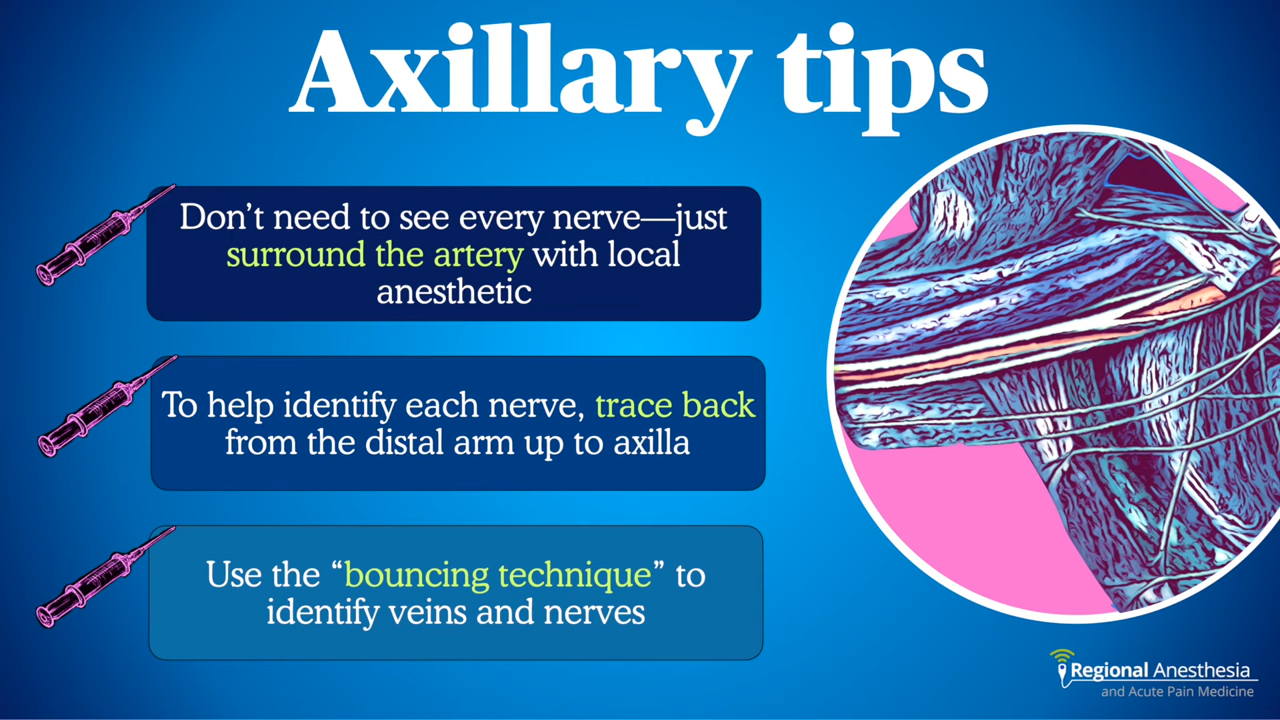 Axillary tips
Don’t need to see every nerve—just
surround the artery with local
anesthetic
To help identify each nerve, trace back
from the distal arm up to axilla
Use the “bouncing technique” to
identify veins and nerves
Regional Anesthesia
and Acute Pain Medicine